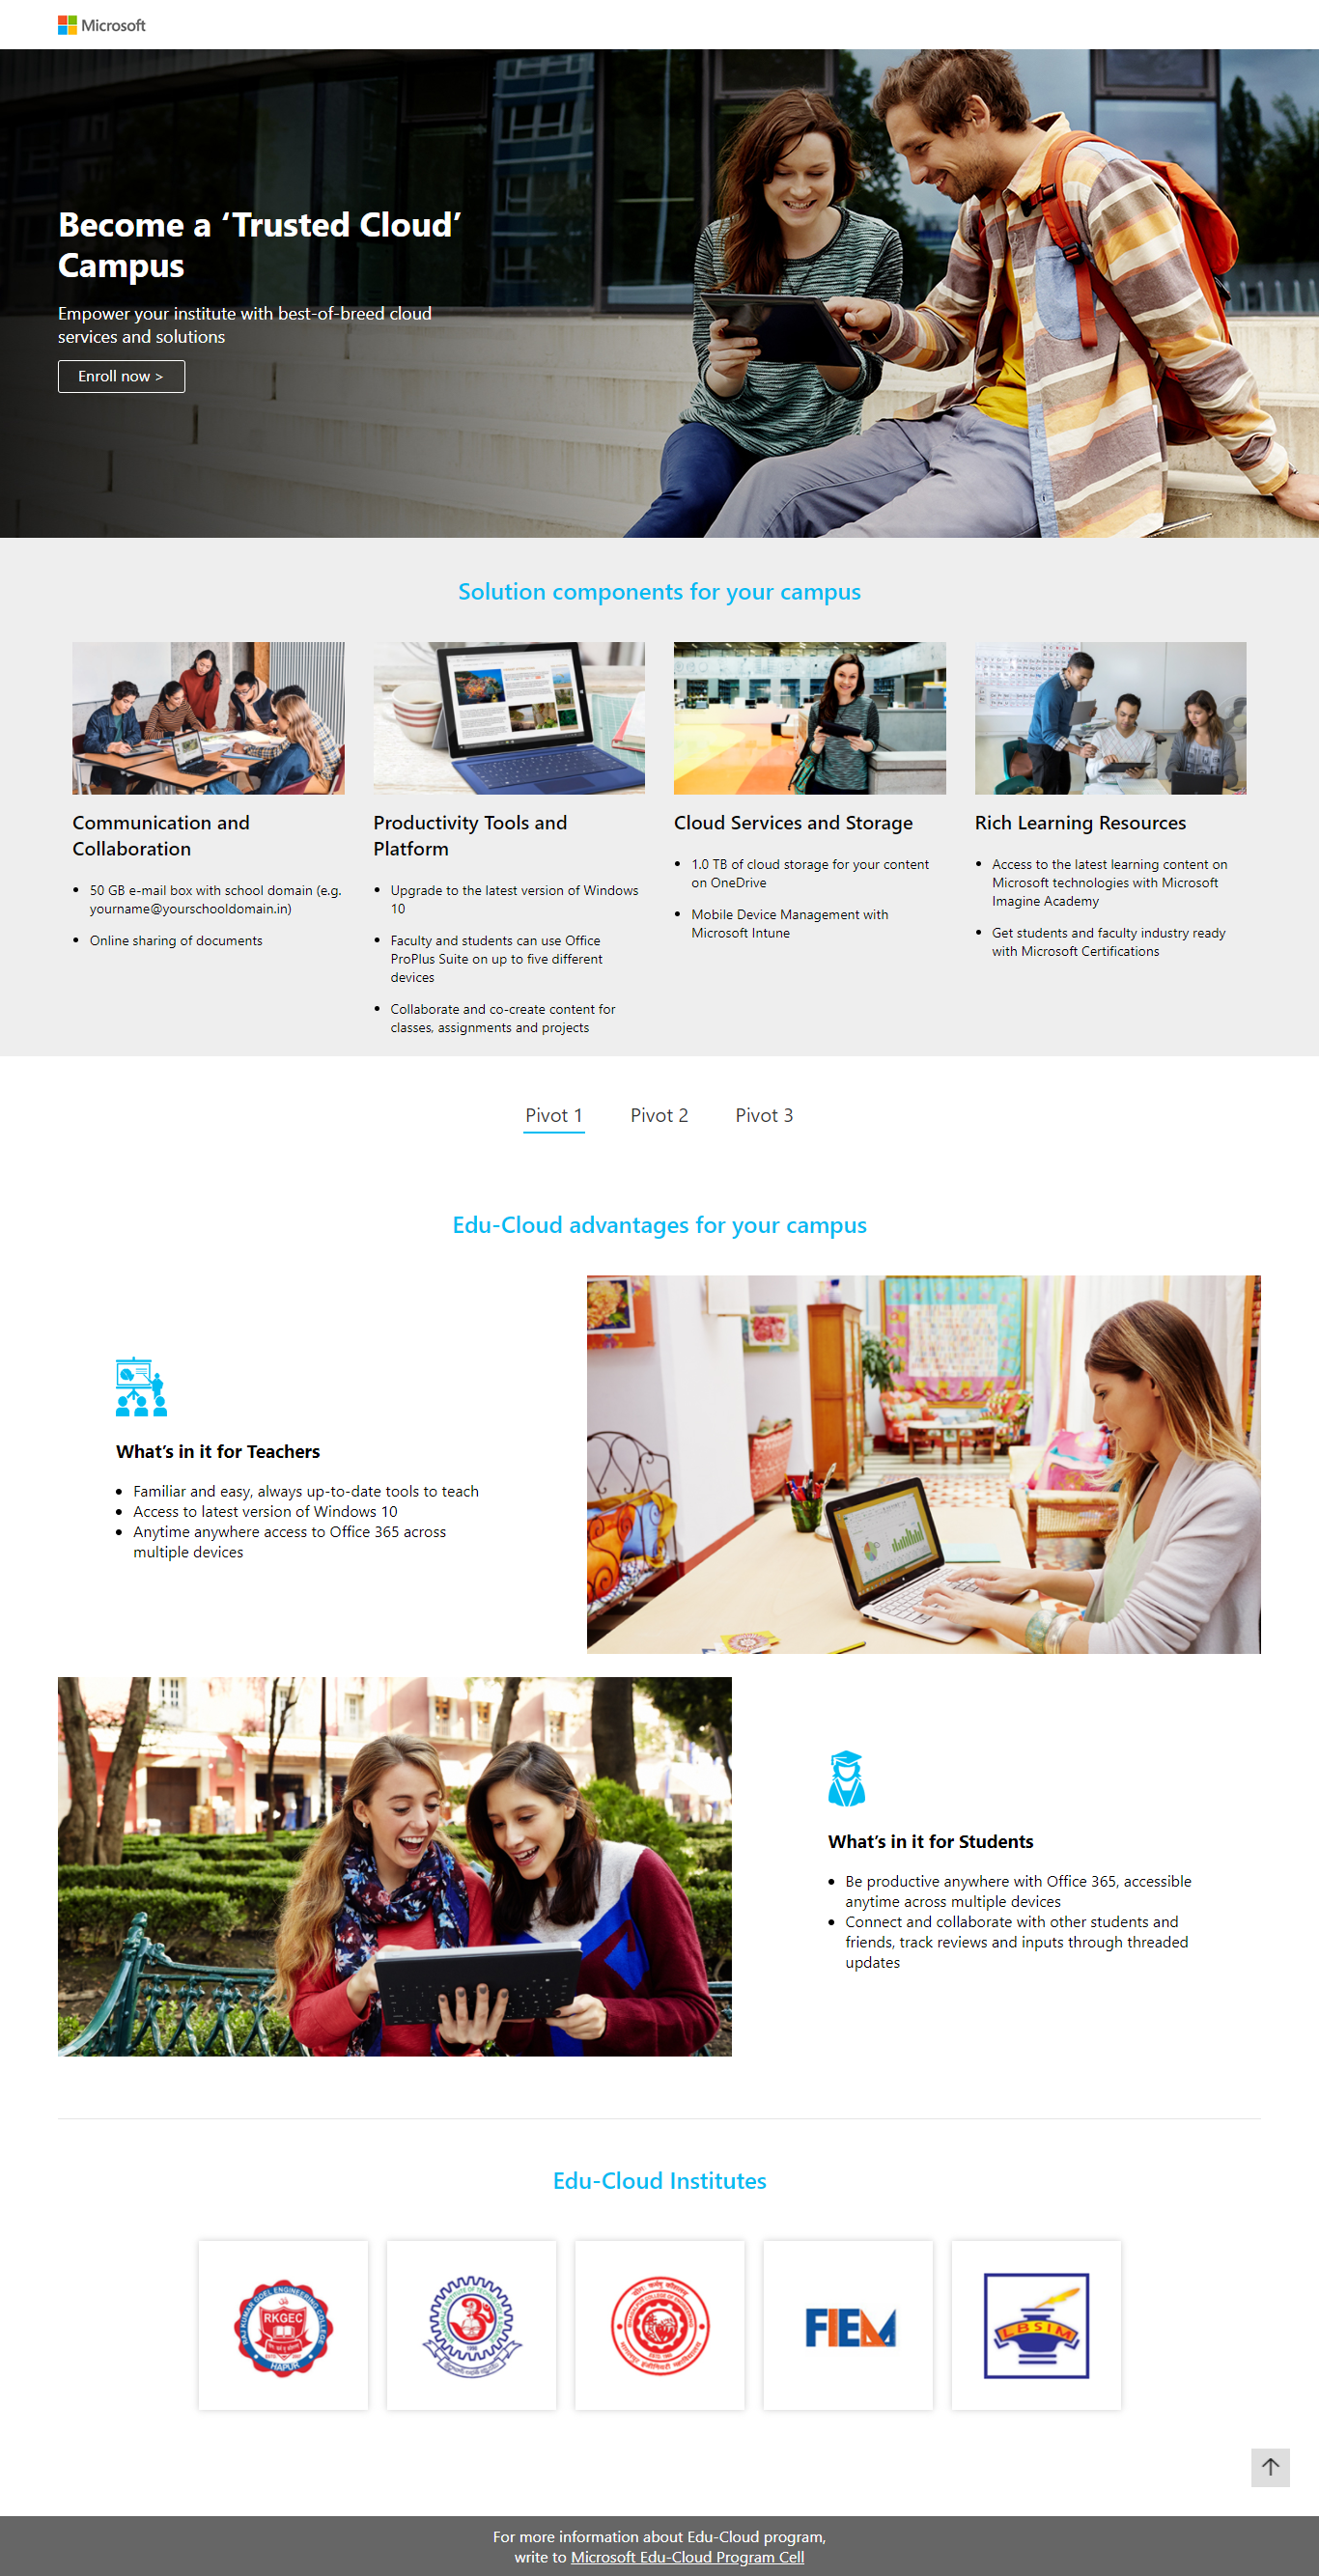 Microsoft
Become a ‘Trusted Cloud’
Campus
Empower your institute with best-of-breed cloud
services and solutions
Enroll now >
Solution components for your campus
Communication and
Collaboration
• 50 GB e-mail box with school domain (e.g.
yourname@yourschooldomain.in)
• Online sharing of documents
Productivity Tools and
Platform
• Upgrade to the latest version of Windows
10
• Faculty and students can use Office
ProPlus Suite on up to five different
devices
• Collaborate and co-create content for
classes, assignments and projects
Cloud Services and Storage
• 1.0 TB of cloud storage for your content
on OneDrive
• Mobile Device Management with
Microsoft Intune
Rich Learning Resources
• Access to the latest learning content on
Microsoft technologies with Microsoft
Imagine Academy
• Get students and faculty industry ready
with Microsoft Certifications
Pivot 1 Pivot 2 Pivot 3
Edu-Cloud advantages for your campus
What’s in it for Teachers
• Familiar and easy, always up-to-date tools to teach
• Access to latest version of Windows 10
• Anytime anywhere access to Office 365 across
multiple devices
What’s in it for Students
• Be productive anywhere with Office 365, accessible
anytime across multiple devices
• Connect and collaborate with other students and
friends, track reviews and inputs through threaded
updates
Edu-Cloud Institutes
RAJ KUMAR GOEL ENGINEERING COLLEGE
RKGEC
HAPUR
FIEM
LBSIM
For more information about Edu-Cloud program,
write to Microsoft Edu-Cloud Program Cell